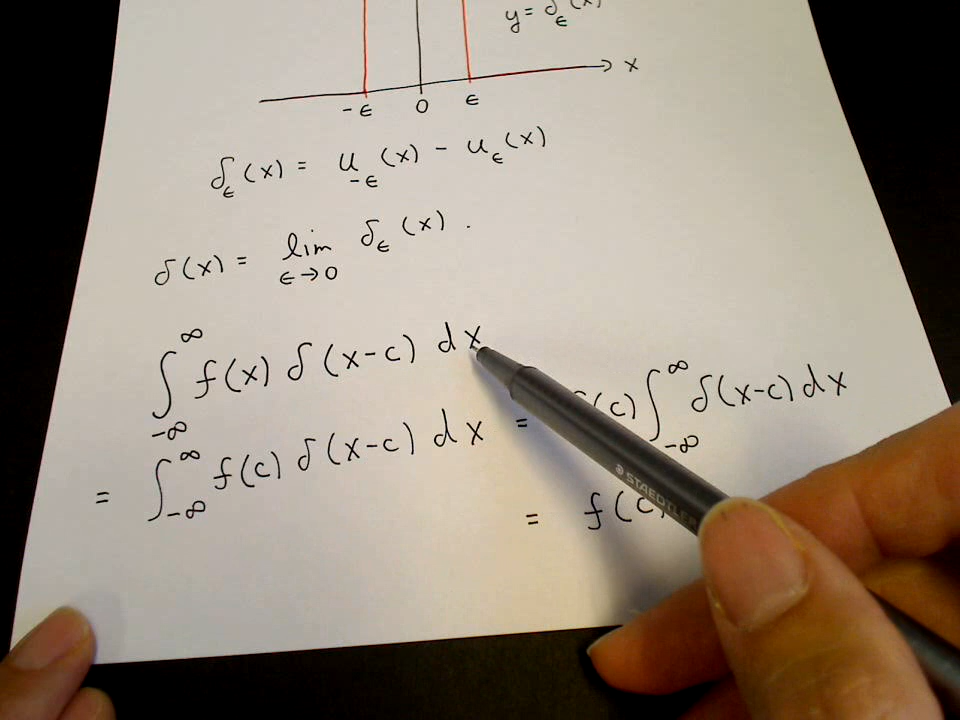 y = δ_ε(x)
x
-ε 0 ε
δ_ε(x) = u_{-ε}(x) - u_ε(x)
δ(x) = lim_{ε→0} δ_ε(x).
∫_{-∞}^{∞} f(x) δ(x-c) dx
= ∫_{-∞}^{∞} f(c) δ(x-c) dx = (c) ∫_{-∞}^{∞} δ(x-c) dx
= f(c
STAEDTLER